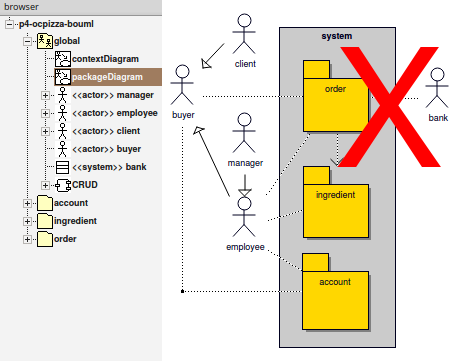 browser
p4-ocpizza-bouml
global
contextDiagram
packageDiagram
<<actor>> manager
<<actor>> employee
<<actor>> client
<<actor>> buyer
<<system>> bank
CRUD
account
ingredient
order
system
client
order
buyer
bank
manager
ingredient
employee
account